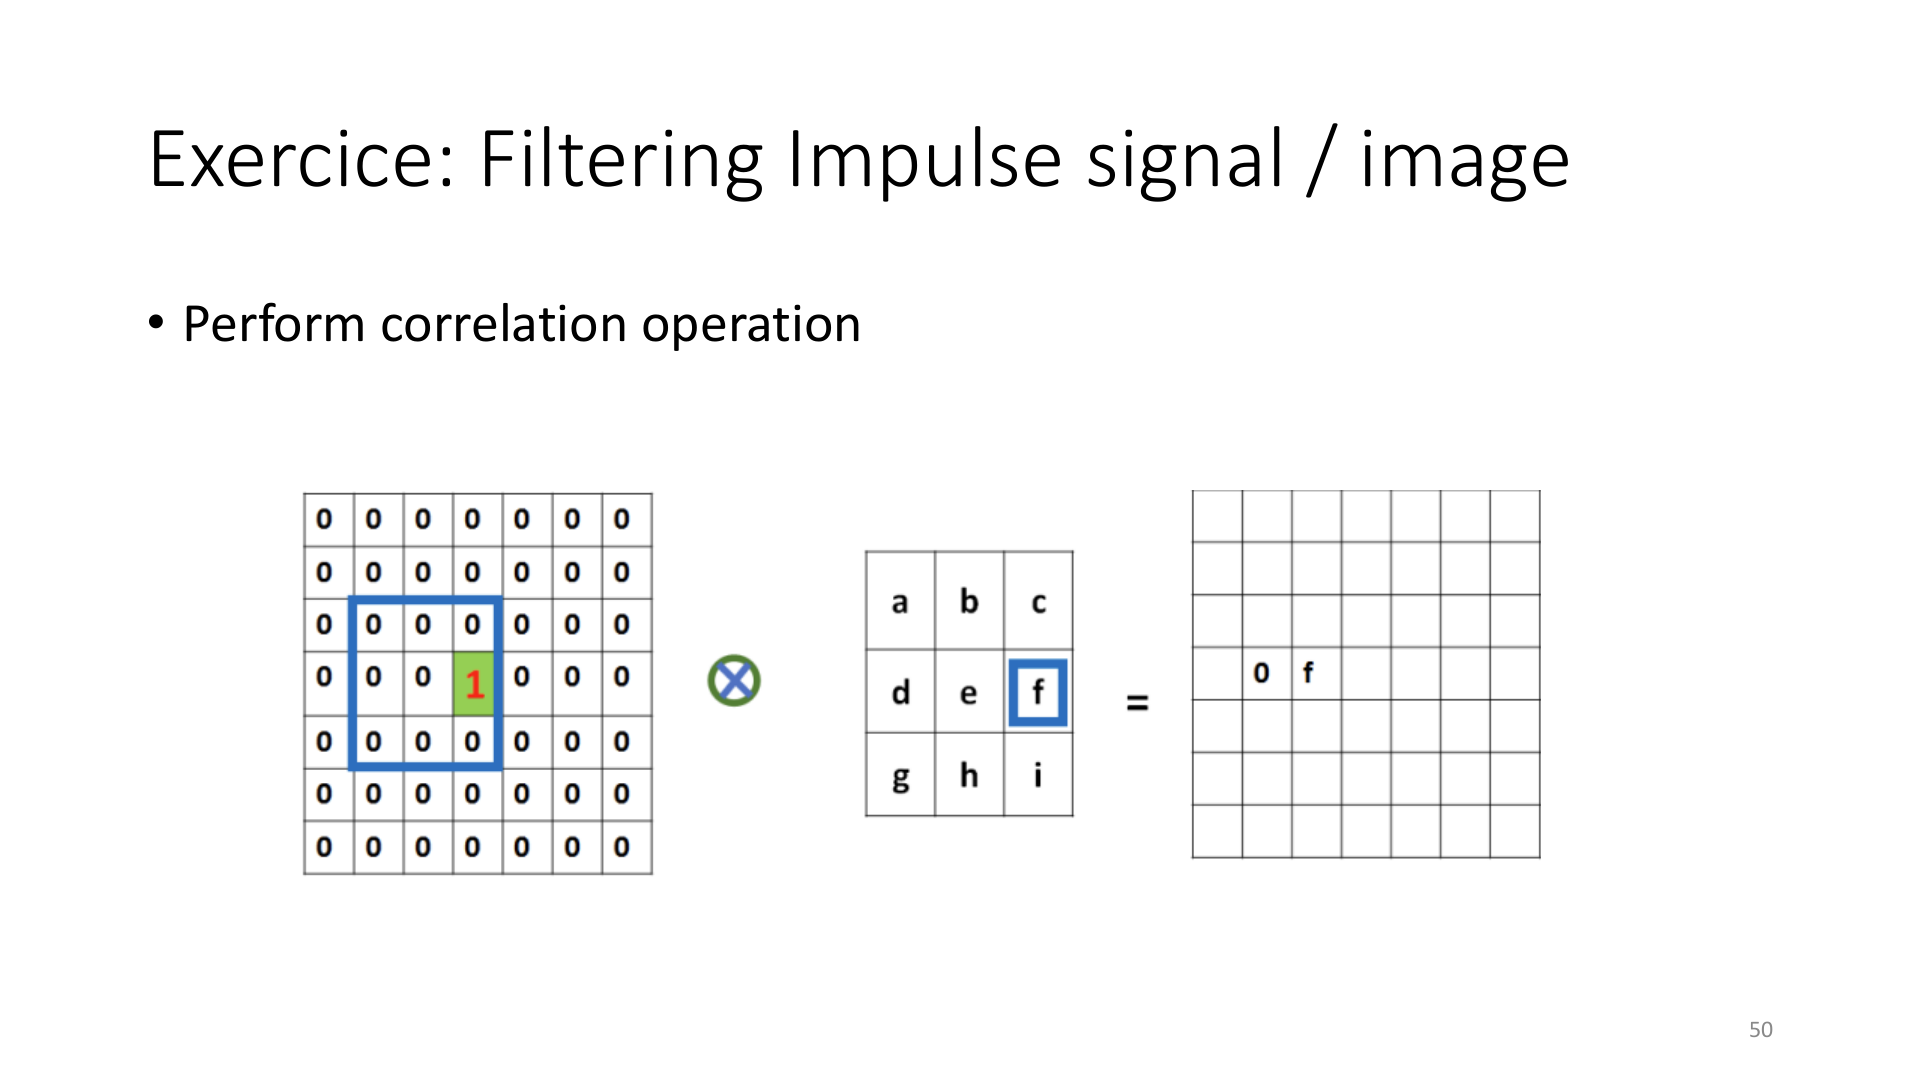 Exercice: Filtering Impulse signal / image
• Perform correlation operation
0 0 0 0 0 0 0
0 0 0 0 0 0 0
0 0 0 0 0 0 0
0 0 0 1 0 0 0
0 0 0 0 0 0 0
0 0 0 0 0 0 0
0 0 0 0 0 0 0
a b c
d e f
g h i
=
0 f
50